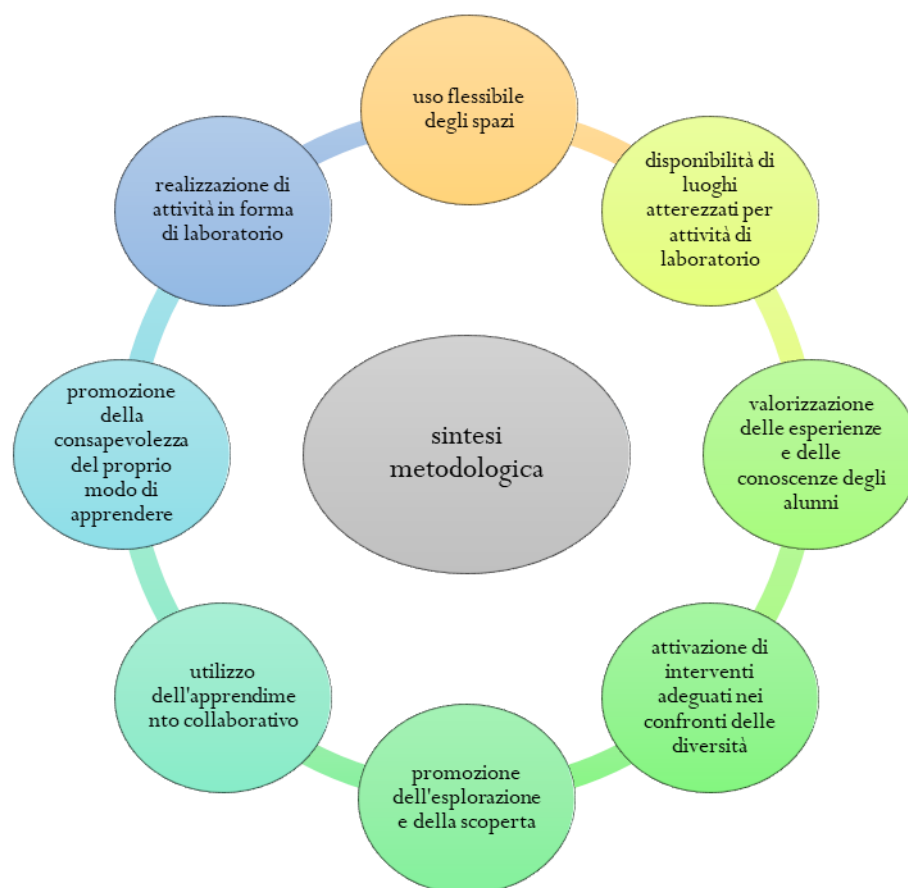 uso flessibile
degli spazi
disponibilità di
luoghi
atterezzati per
attività di
laboratorio
valorizzazione
delle esperienze
e delle
conoscenze degli
alunni
attivazione di
interventi
adeguati nei
confronti delle
diversità
promozione
dell'esplorazione
e della scoperta
utilizzo
dell'apprendime
nto collaborativo
promozione
della
consapevolezza
del proprio
modo di
apprendere
realizzazione di
attività in forma
di laboratorio
sintesi
metodologica